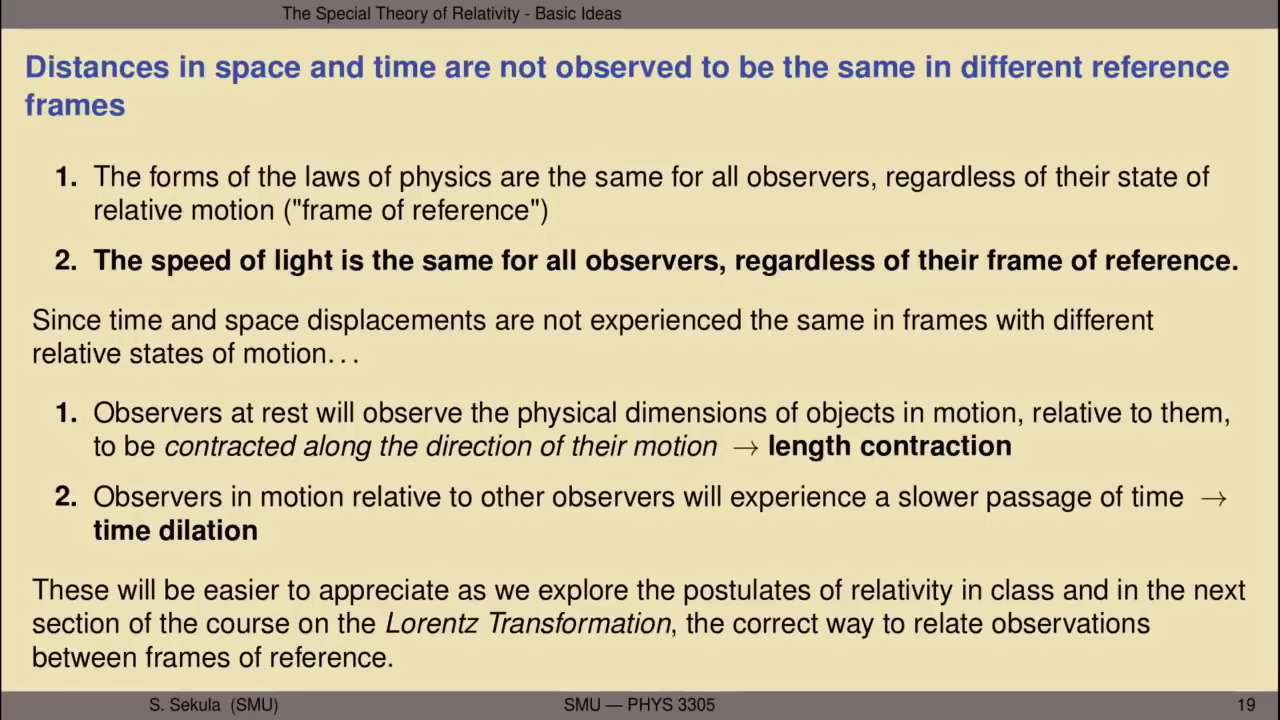 The Special Theory of Relativity - Basic Ideas
Distances in space and time are not observed to be the same in different reference
frames
1. The forms of the laws of physics are the same for all observers, regardless of their state of
relative motion ("frame of reference")
2. The speed of light is the same for all observers, regardless of their frame of reference.
Since time and space displacements are not experienced the same in frames with different
relative states of motion...
1. Observers at rest will observe the physical dimensions of objects in motion, relative to them,
to be contracted along the direction of their motion → length contraction
2. Observers in motion relative to other observers will experience a slower passage of time →
time dilation
These will be easier to appreciate as we explore the postulates of relativity in class and in the next
section of the course on the Lorentz Transformation, the correct way to relate observations
between frames of reference.
S. Sekula (SMU) SMU — PHYS 3305 19